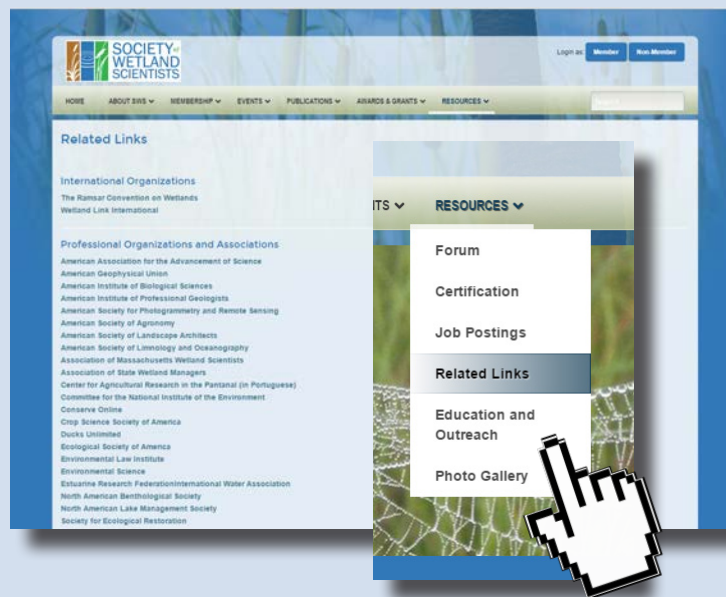 SOCIETY of
WETLAND
SCIENTISTS
Login as: Member Non-Member
HOME ABOUT SWS MEMBERSHIP EVENTS PUBLICATIONS AWARDS & GRANTS RESOURCES
Related Links
International Organizations
The Ramsar Convention on Wetlands
Wetland Link International
Professional Organizations and Associations
American Association for the Advancement of Science
American Geophysical Union
American Institute of Biological Sciences
American Institute of Professional Geologists
American Society for Photogrammetry and Remote Sensing
American Society of Agronomy
American Society of Landscape Architects
American Society of Limnology and Oceanography
Association of Massachusetts Wetland Scientists
Association of State Wetland Managers
Center for Agricultural Research in the Pantanal (in Portuguese)
Committee for the National Institute of the Environment
Conserve Online
Crop Science Society of America
Ducks Unlimited
Ecological Society of America
Environmental Law Institute
Environmental Science
Estuarine Research FederationInternational Water Association
North American Benthological Society
North American Lake Management Society
Society for Ecological Restoration
NTS RESOURCES
Forum
Certification
Job Postings
Related Links
Education and
Outreach
Photo Gallery